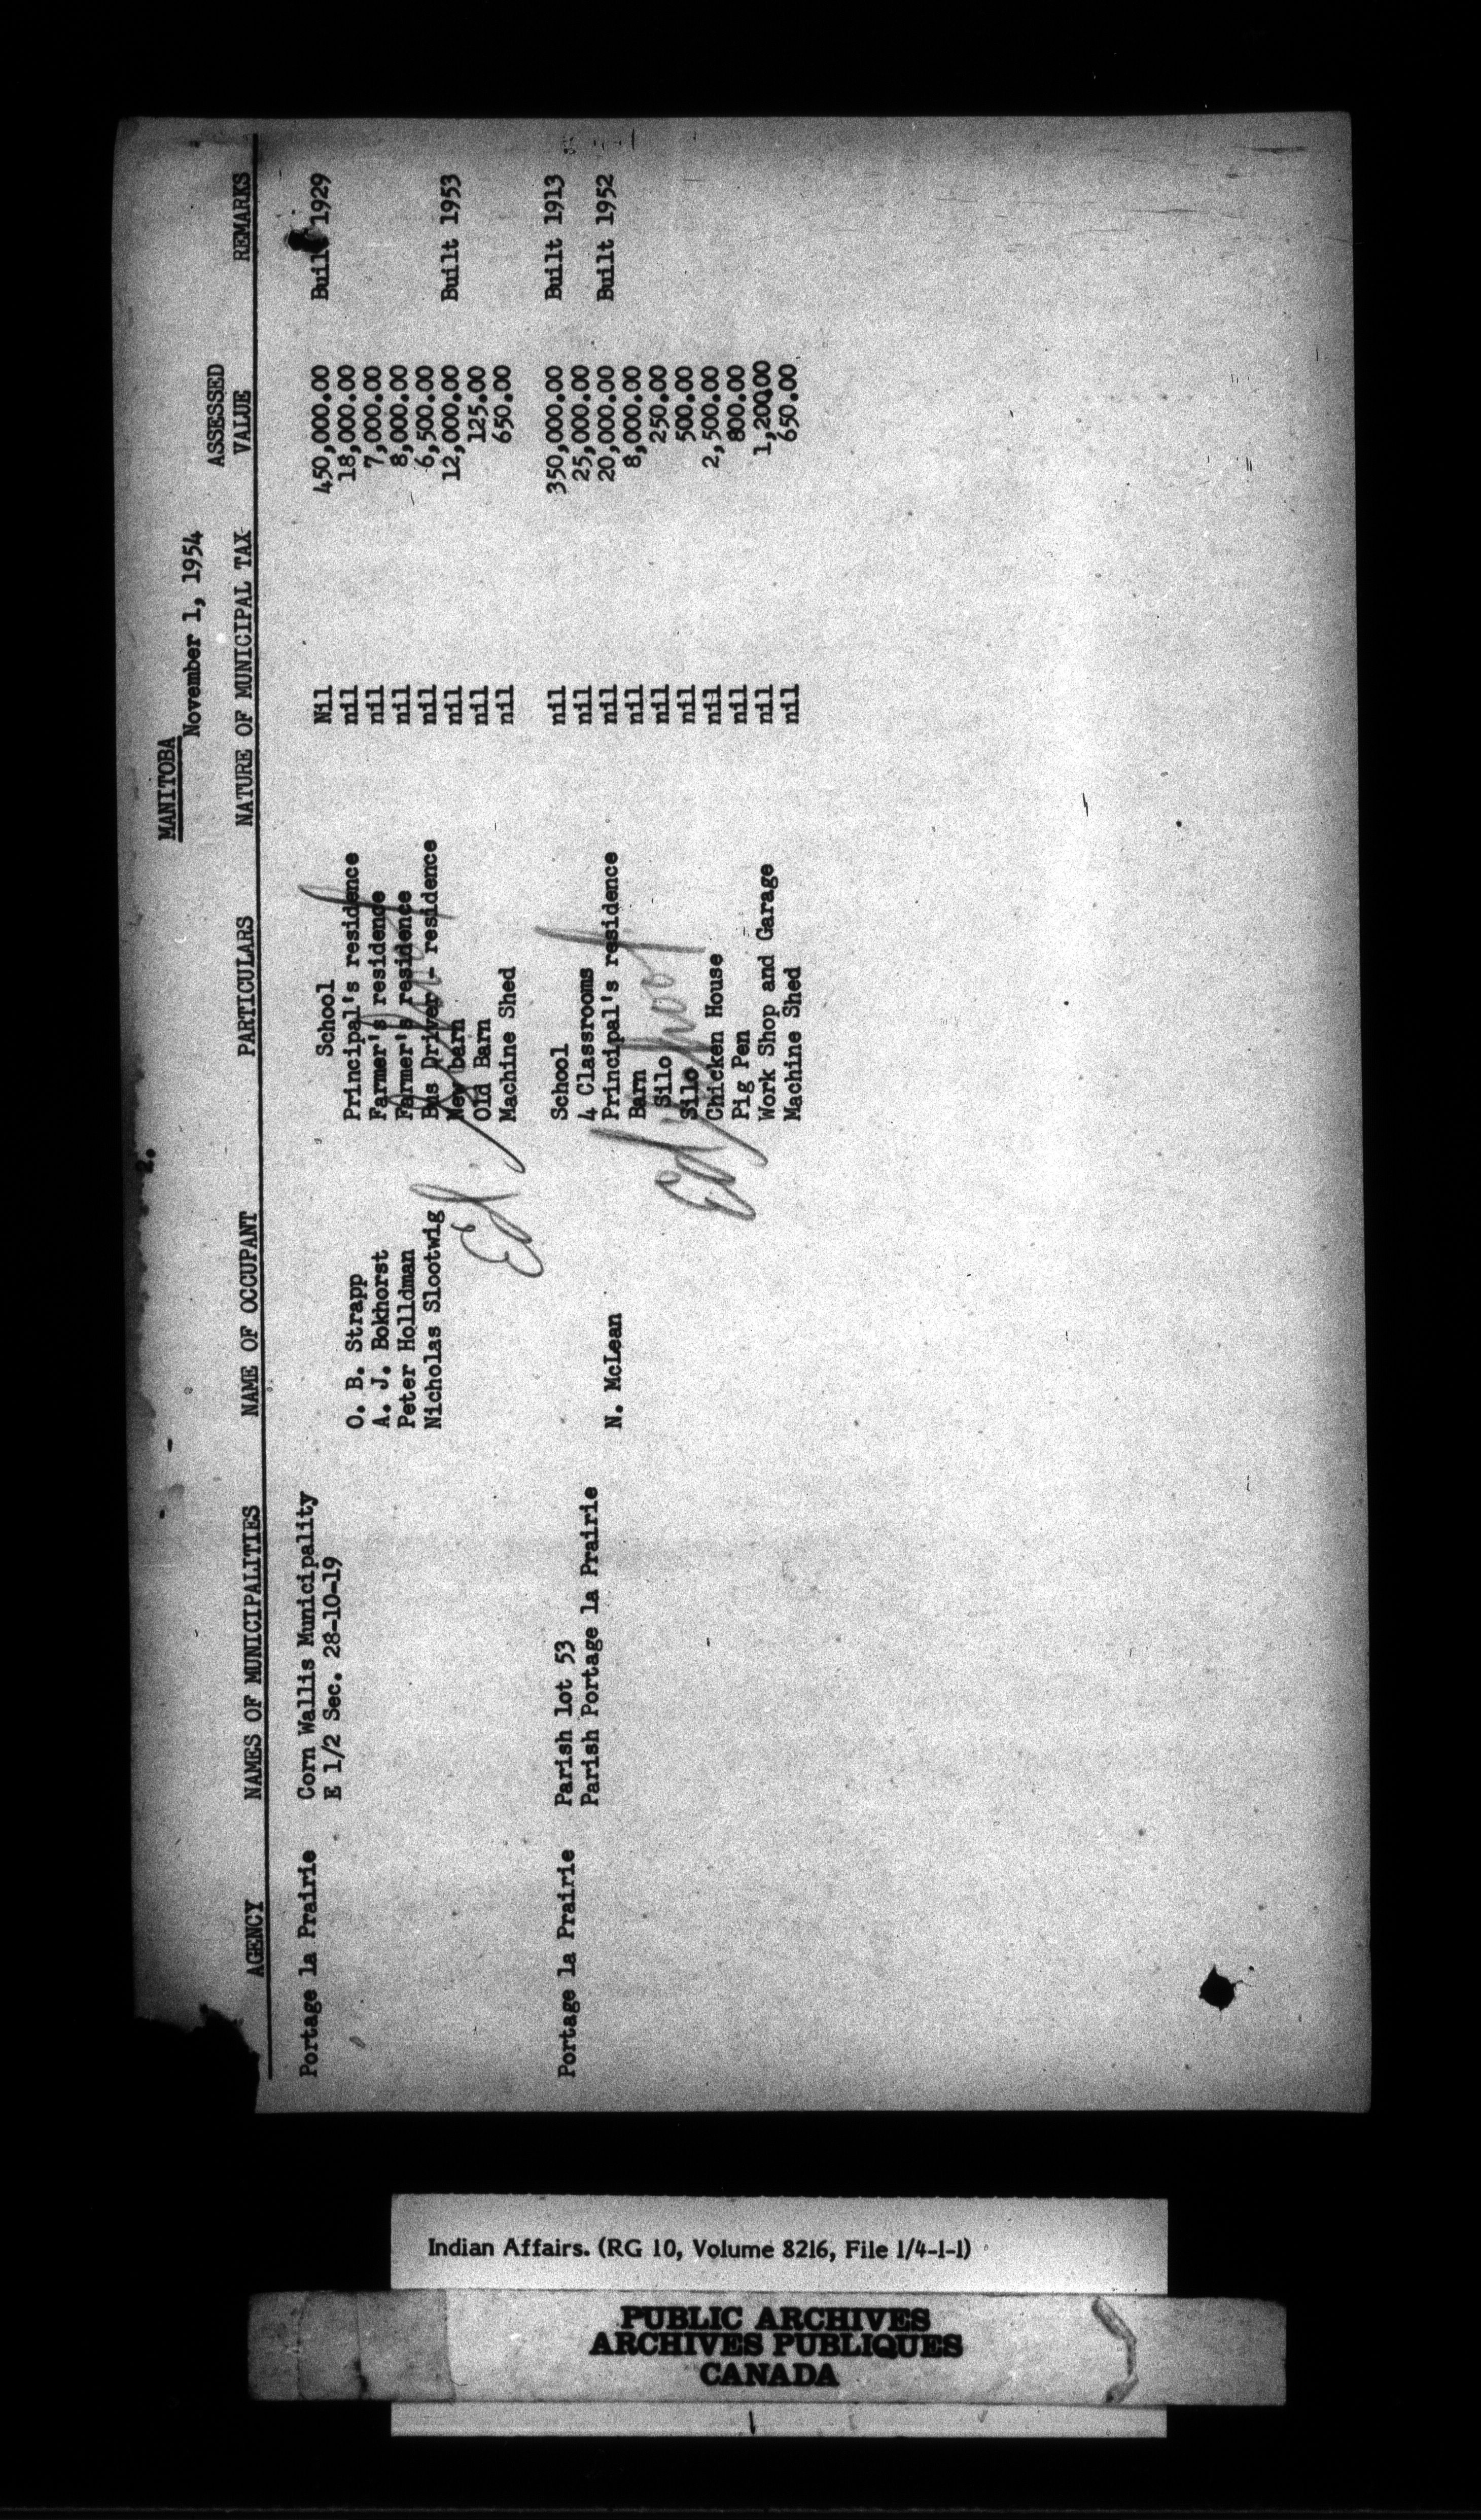 2.
MANITOBA
November 1, 1954
AGENCY NAMES OF MUNICIPALITIES NAME OF OCCUPANT PARTICULARS NATURE OF MUNICIPAL TAX ASSESSED VALUE REMARKS
Portage la Prairie Corn Wallis Municipality School Nil 450,000.00 Built 1929
E 1/2 Sec. 28-10-19 O. B. Strapp Principal's residence nil 18,000.00
A. J. Bokhorst Farmer's residence nil 7,000.00
Peter Holldman Farmer's residence nil 8,000.00
Nicholas Slootwig Bus Driver - residence nil 6,500.00
New barn nil 12,000.00 Built 1953
Old Barn nil 125.00
Machine Shed nil 650.00
Ed. School
Portage la Prairie Parish lot 53 School nil 350,000.00 Built 1913
Parish Portage la Prairie 4 Classrooms nil 25,000.00
N. McLean Principal's residence nil 20,000.00 Built 1952
Barn nil 8,000.00
Silo nil 250.00
Silo nil 500.00
Chicken House nil 2,500.00
Pig Pen nil 800.00
Work Shop and Garage nil 1,200.00
Machine Shed nil 650.00
Ed. School
Indian Affairs. (RG 10, Volume 8216, File 1/4-1-1)
PUBLIC ARCHIVES
ARCHIVES PUBLIQUES
CANADA